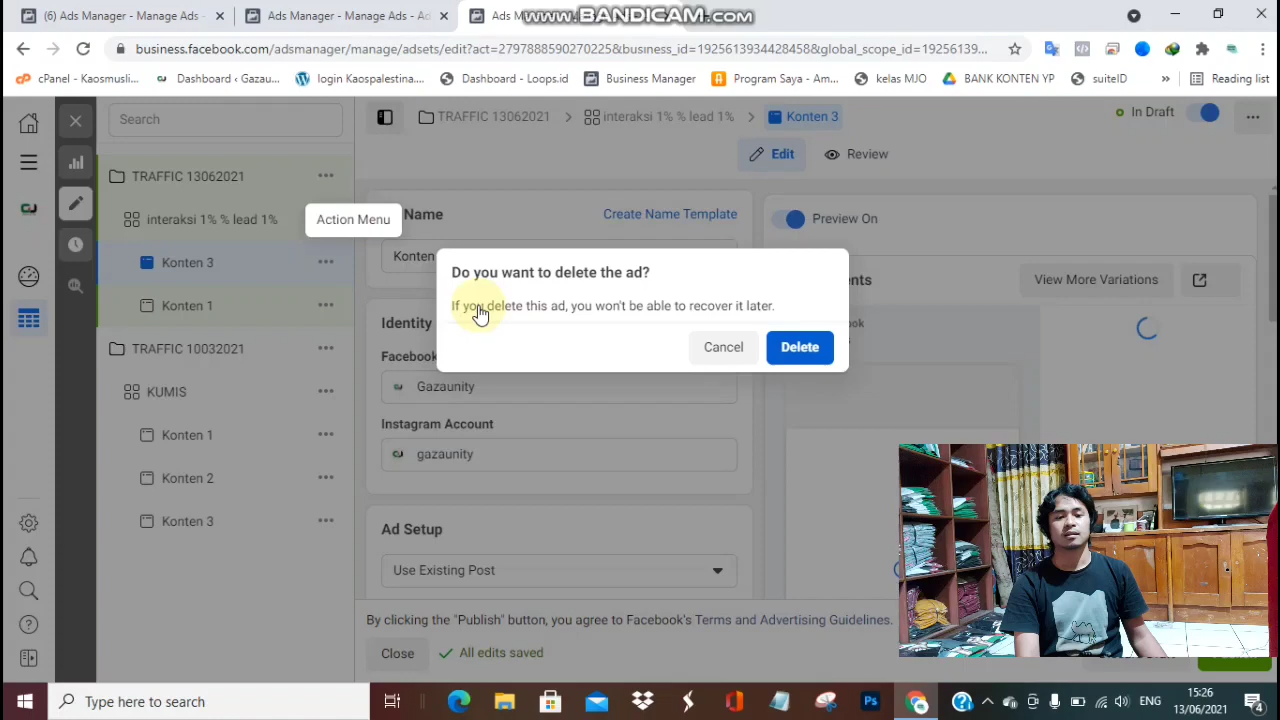 (6) Ads Manager - Manage Ads -
Ads Manager - Manage Ads - Ad
Ads Ma
WWW.BANDICAM.COM
business.facebook.com/adsmanager/manage/adsets/edit?act=2797888590270225&business_id=1925613934428458&global_scope_id=19256139...
cPanel - Kaosmusli...
Dashboard ‹ Gazau...
login Kaospalestina...
Dashboard - Loops.id
Business Manager
Program Saya - Am...
kelas MJO
BANK KONTEN YP
suiteID
»
Reading list
Search
TRAFFIC 13062021
interaksi 1% % lead 1%
Konten 3
In Draft
Edit
Review
TRAFFIC 13062021
interaksi 1% % lead 1%
Action Menu
Konten 3
Konten 1
TRAFFIC 10032021
KUMIS
Konten 1
Konten 2
Konten 3
Name
Create Name Template
Konten
Preview On
View More Variations
Do you want to delete the ad?
If you delete this ad, you won't be able to recover it later.
Cancel
Delete
Identity
Facebook
Gazaunity
Instagram Account
gazaunity
Ad Setup
Use Existing Post
By clicking the "Publish" button, you agree to Facebook's Terms and Advertising Guidelines.
Close
All edits saved
Type here to search
ENG
15:26
13/06/2021
4